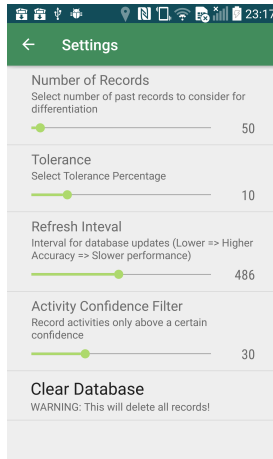 23:17
Settings
Number of Records
Select number of past records to consider for
differentiation
50
Tolerance
Select Tolerance Percentage
10
Refresh Inteval
Interval for database updates (Lower => Higher
Accuracy => Slower performance)
486
Activity Confidence Filter
Record activities only above a certain
confidence
30
Clear Database
WARNING: This will delete all records!